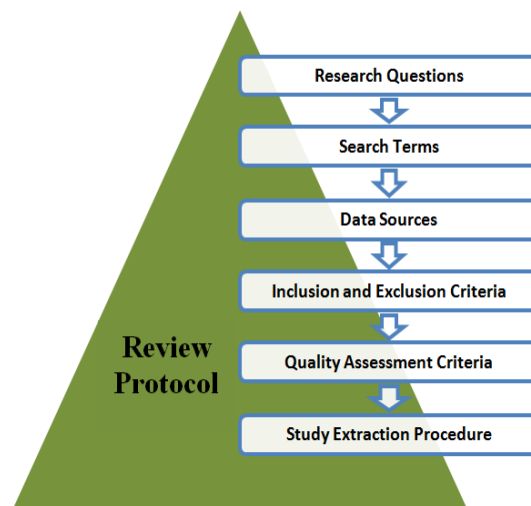 Research Questions
Search Terms
Data Sources
Inclusion and Exclusion Criteria
Review
Protocol
Quality Assessment Criteria
Study Extraction Procedure